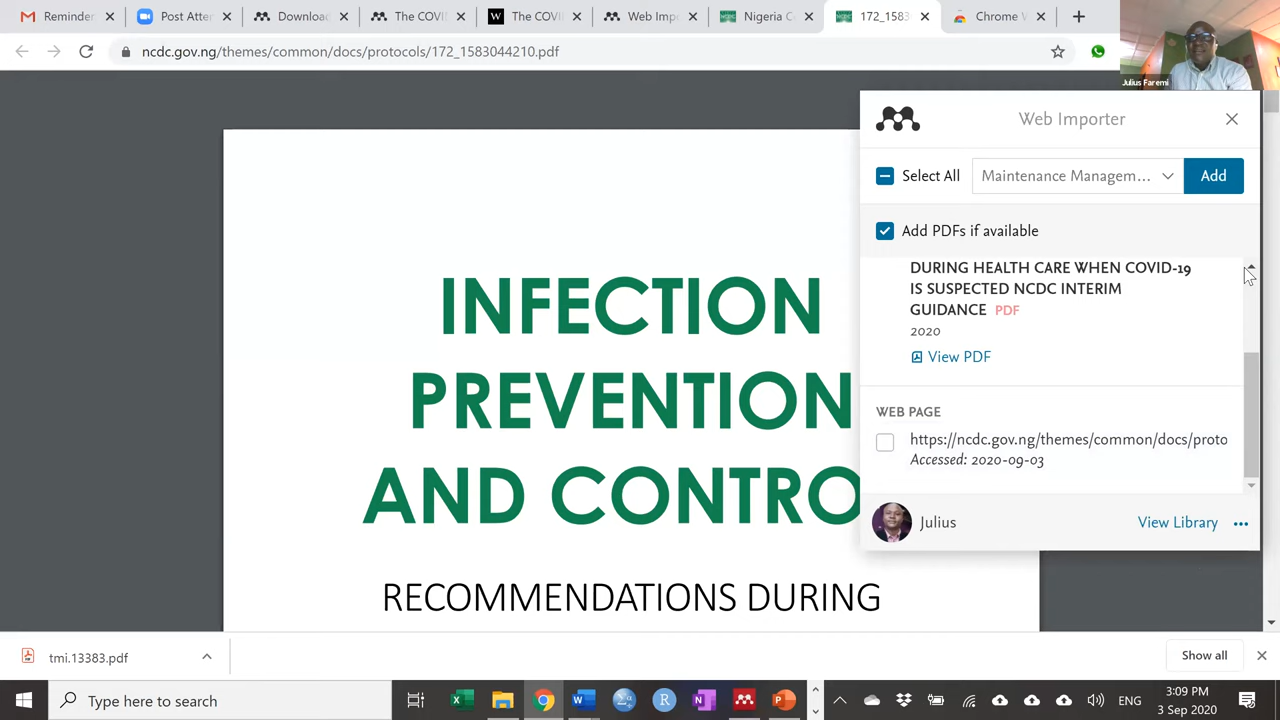 Reminder
Post Atter
Download
The COVI
The COVI
Web Impo
Nigeria C
172_1583
Chrome W
ncdc.gov.ng/themes/common/docs/protocols/172_1583044210.pdf
Julius Faremi
Web Importer
Select All
Maintenance Managem...
Add
Add PDFs if available
DURING HEALTH CARE WHEN COVID-19
IS SUSPECTED NCDC INTERIM
GUIDANCE PDF
2020
View PDF
WEB PAGE
https://ncdc.gov.ng/themes/common/docs/proto
Accessed: 2020-09-03
Julius
View Library
INFECTION
PREVENTION
AND CONTRO
RECOMMENDATIONS DURING
tmi.13383.pdf
Show all
Type here to search
ENG
3:09 PM
3 Sep 2020